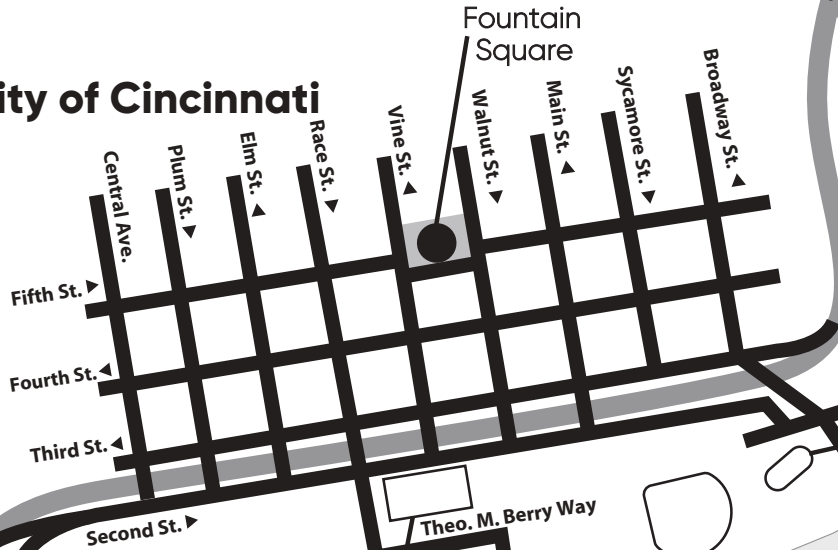 Fountain
Square
ity of Cincinnati
Central Ave.
Plum St.
Elm St.
Race St.
Vine St.
Walnut St.
Main St.
Sycamore St.
Broadway St.
Fifth St.
Fourth St.
Third St.
Second St.
Theo. M. Berry Way